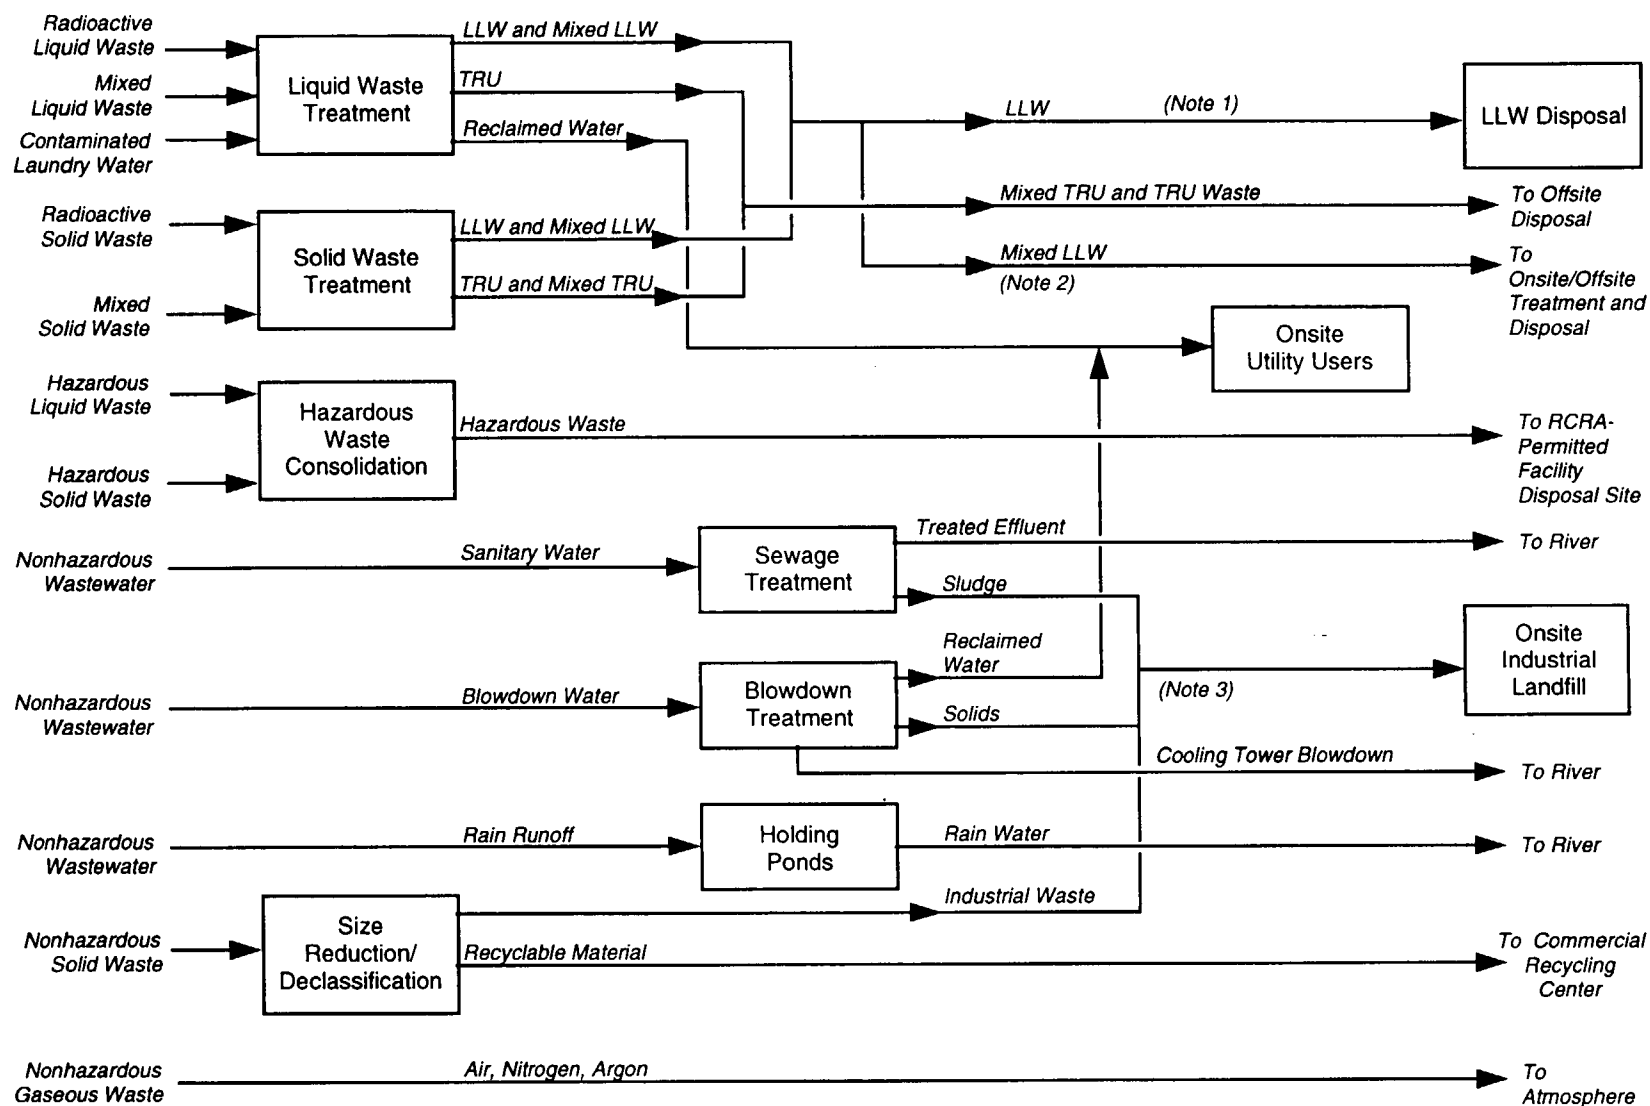 Radioactive
Liquid Waste
Mixed
Liquid Waste
Contaminated
Laundry Water
Liquid Waste
Treatment
LLW and Mixed LLW
TRU
Reclaimed Water
LLW
(Note 1)
LLW Disposal
Radioactive
Solid Waste
Mixed
Solid Waste
Solid Waste
Treatment
LLW and Mixed LLW
TRU and Mixed TRU
Mixed TRU and TRU Waste
To Offsite
Disposal
Mixed LLW
(Note 2)
To
Onsite/Offsite
Treatment and
Disposal
Onsite
Utility Users
Hazardous
Liquid Waste
Hazardous
Solid Waste
Hazardous
Waste
Consolidation
Hazardous Waste
To RCRA-
Permitted
Facility
Disposal Site
Nonhazardous
Wastewater
Sanitary Water
Sewage
Treatment
Treated Effluent
To River
Sludge
Nonhazardous
Wastewater
Blowdown Water
Blowdown
Treatment
Reclaimed
Water
Solids
(Note 3)
Onsite
Industrial
Landfill
Cooling Tower Blowdown
To River
Nonhazardous
Wastewater
Rain Runoff
Holding
Ponds
Rain Water
To River
Nonhazardous
Solid Waste
Size
Reduction/
Declassification
Industrial Waste
Recyclable Material
To Commercial
Recycling
Center
Nonhazardous
Gaseous Waste
Air, Nitrogen, Argon
To
Atmosphere